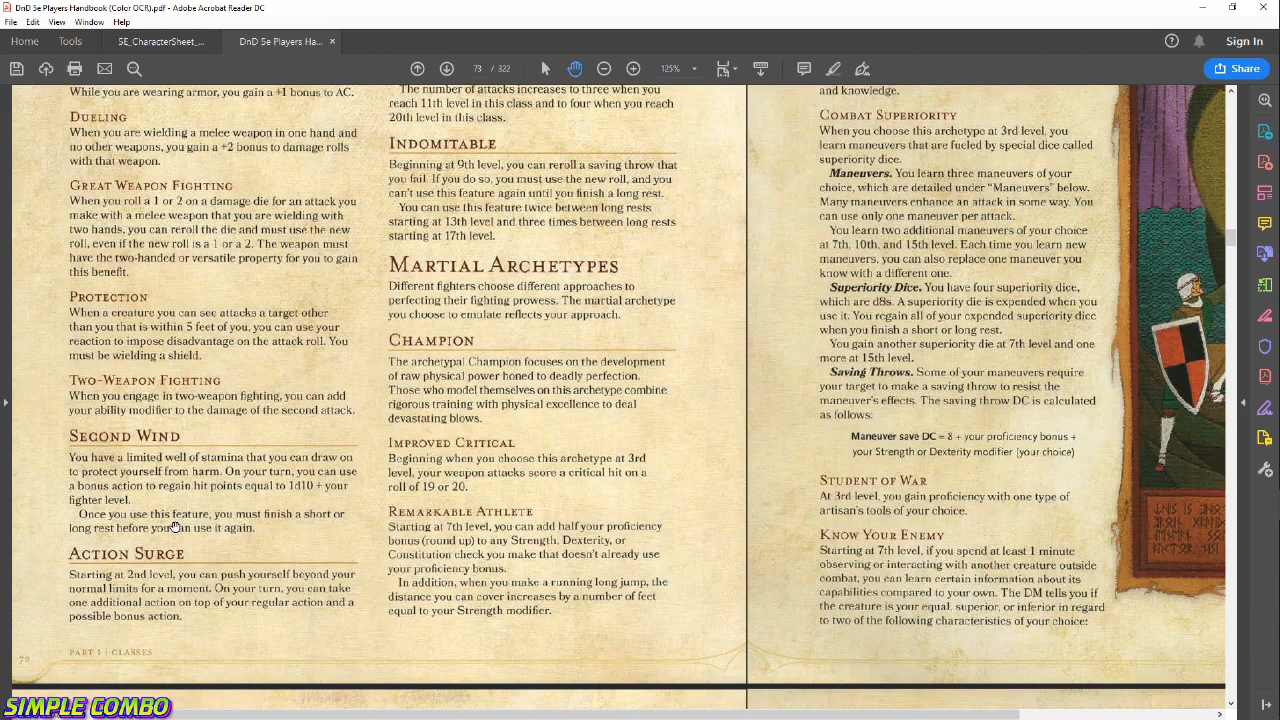 DnD 5e Players Handbook (Color OCR).pdf - Adobe Acrobat Reader DC
File Edit View Window Help
Home Tools 5E_CharacterSheet_... DnD 5e Players Ha... ×
Sign In
73 / 322
125%
Share
While you are wearing armor, you gain a +1 bonus to AC.
DUELING
When you are wielding a melee weapon in one hand and
no other weapons, you gain a +2 bonus to damage rolls
with that weapon.
GREAT WEAPON FIGHTING
When you roll a 1 or 2 on a damage die for an attack you
make with a melee weapon that you are wielding with
two hands, you can reroll the die and must use the new
roll, even if the new roll is a 1 or a 2. The weapon must
have the two-handed or versatile property for you to gain
this benefit.
PROTECTION
When a creature you can see attacks a target other
than you that is within 5 feet of you, you can use your
reaction to impose disadvantage on the attack roll. You
must be wielding a shield.
TWO-WEAPON FIGHTING
When you engage in two-weapon fighting, you can add
your ability modifier to the damage of the second attack.
SECOND WIND
You have a limited well of stamina that you can draw on
to protect yourself from harm. On your turn, you can use
a bonus action to regain hit points equal to 1d10 + your
fighter level.
Once you use this feature, you must finish a short or
long rest before you can use it again.
ACTION SURGE
Starting at 2nd level, you can push yourself beyond your
normal limits for a moment. On your turn, you can take
one additional action on top of your regular action and a
possible bonus action.
72
PART 1 | CLASSES
The number of attacks increases to three when you
reach 11th level in this class and to four when you reach
20th level in this class.
INDOMITABLE
Beginning at 9th level, you can reroll a saving throw that
you fail. If you do so, you must use the new roll, and you
can't use this feature again until you finish a long rest.
You can use this feature twice between long rests
starting at 13th level and three times between long rests
starting at 17th level.
MARTIAL ARCHETYPES
Different fighters choose different approaches to
perfecting their fighting prowess. The martial archetype
you choose to emulate reflects your approach.
CHAMPION
The archetypal Champion focuses on the development
of raw physical power honed to deadly perfection.
Those who model themselves on this archetype combine
rigorous training with physical excellence to deal
devastating blows.
IMPROVED CRITICAL
Beginning when you choose this archetype at 3rd
level, your weapon attacks score a critical hit on a
roll of 19 or 20.
REMARKABLE ATHLETE
Starting at 7th level, you can add half your proficiency
bonus (round up) to any Strength, Dexterity, or
Constitution check you make that doesn't already use
your proficiency bonus.
In addition, when you make a running long jump, the
distance you can cover increases by a number of feet
equal to your Strength modifier.
and knowledge.
COMBAT SUPERIORITY
When you choose this archetype at 3rd level, you
learn maneuvers that are fueled by special dice called
superiority dice.
Maneuvers. You learn three maneuvers of your
choice, which are detailed under "Maneuvers" below.
Many maneuvers enhance an attack in some way. You
can use only one maneuver per attack.
You learn two additional maneuvers of your choice
at 7th, 10th, and 15th level. Each time you learn new
maneuvers, you can also replace one maneuver you
know with a different one.
Superiority Dice. You have four superiority dice,
which are d8s. A superiority die is expended when you
use it. You regain all of your expended superiority dice
when you finish a short or long rest.
You gain another superiority die at 7th level and one
more at 15th level.
Saving Throws. Some of your maneuvers require
your target to make a saving throw to resist the
maneuver's effects. The saving throw DC is calculated
as follows:
Maneuver save DC = 8 + your proficiency bonus +
your Strength or Dexterity modifier (your choice)
STUDENT OF WAR
At 3rd level, you gain proficiency with one type of
artisan's tools of your choice.
KNOW YOUR ENEMY
Starting at 7th level, if you spend at least 1 minute
observing or interacting with another creature outside
combat, you can learn certain information about its
capabilities compared to your own. The DM tells you if
the creature is your equal, superior, or inferior in regard
to two of the following characteristics of your choice:
SIMPLE COMBO